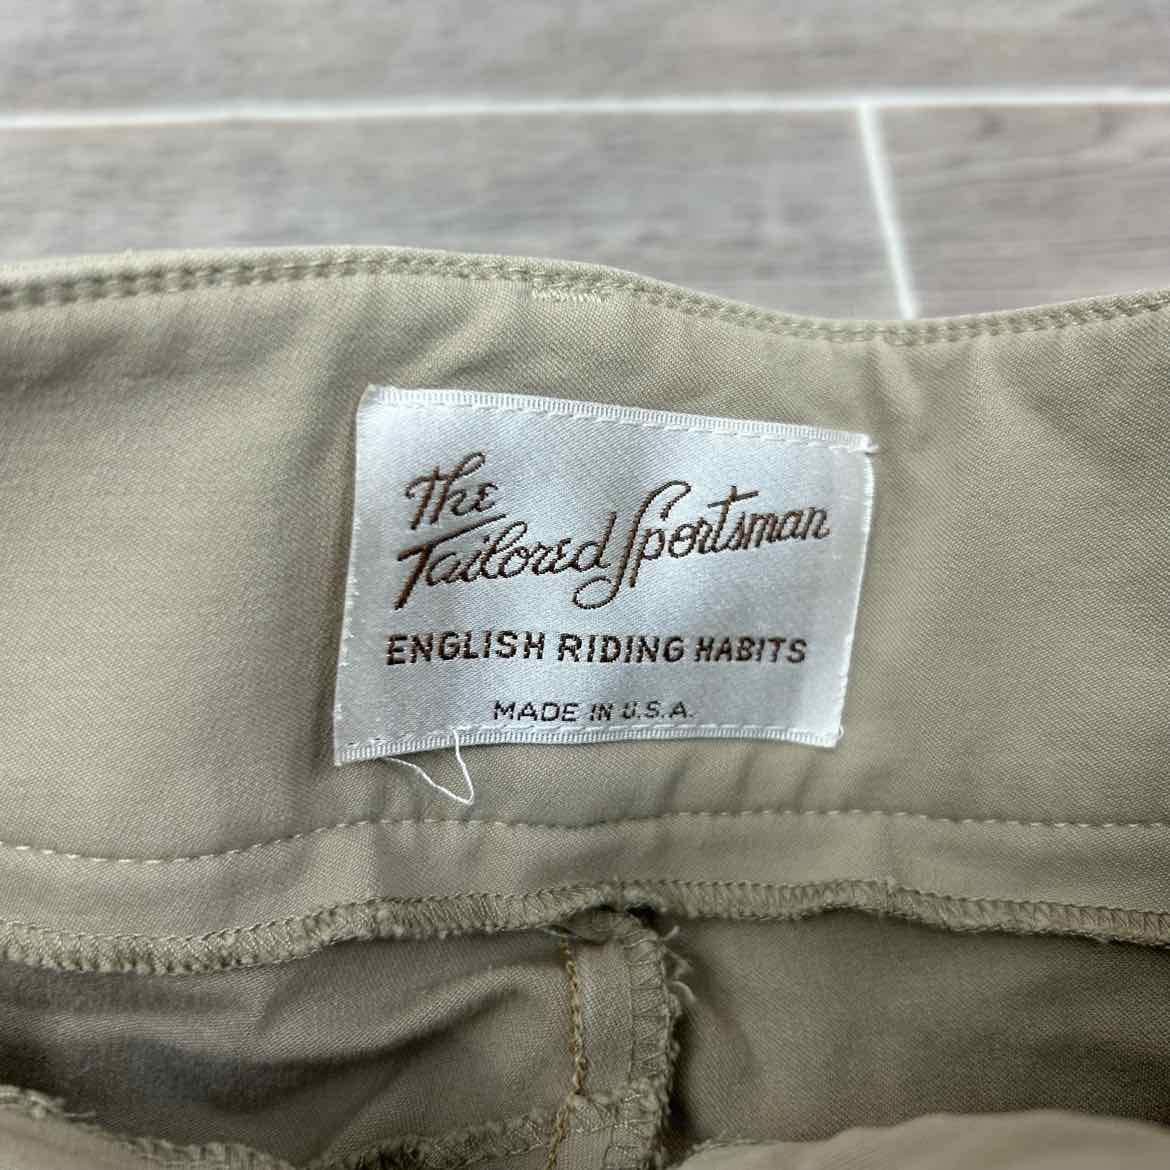 The
Tailored Sportsman
ENGLISH RIDING HABITS
MADE IN U.S.A.